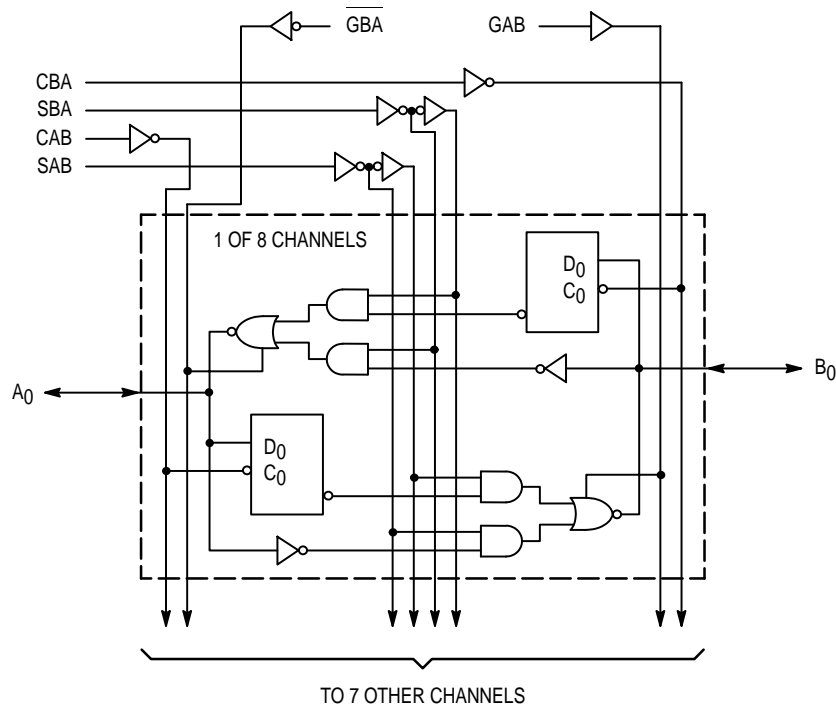 G̅B̅A̅ GAB
CBA
SBA
CAB
SAB
1 OF 8 CHANNELS
D0
C0
A0
B0
D0
C0
TO 7 OTHER CHANNELS